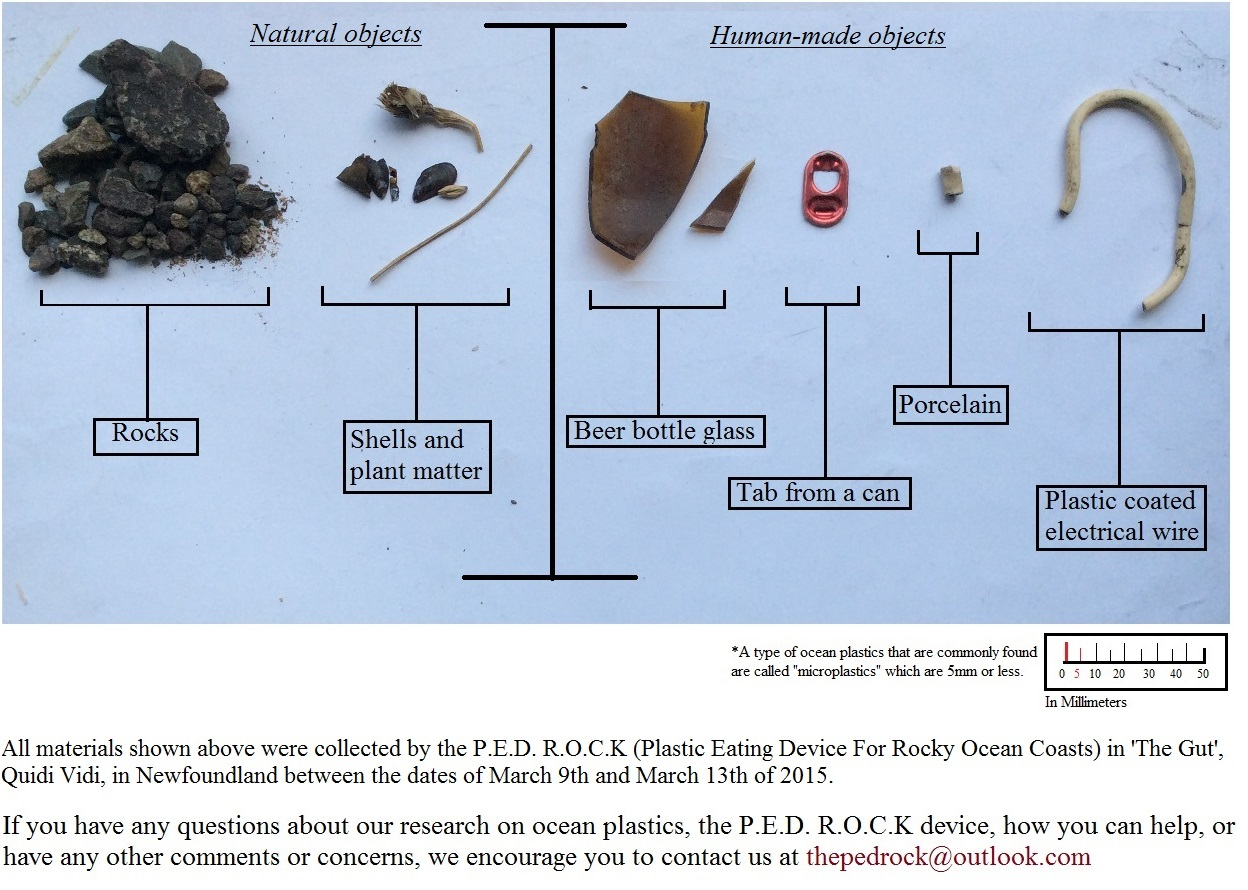 Natural objects
Human-made objects
Rocks
Shells and
plant matter
Beer bottle glass
Tab from a can
Porcelain
Plastic coated
electrical wire
*A type of ocean plastics that are commonly found
are called "microplastics" which are 5mm or less.
0 5 10 20 30 40 50
In Millimeters
All materials shown above were collected by the P.E.D. R.O.C.K (Plastic Eating Device For Rocky Ocean Coasts) in 'The Gut',
Quidi Vidi, in Newfoundland between the dates of March 9th and March 13th of 2015.
If you have any questions about our research on ocean plastics, the P.E.D. R.O.C.K device, how you can help, or
have any other comments or concerns, we encourage you to contact us at thepedrock@outlook.com